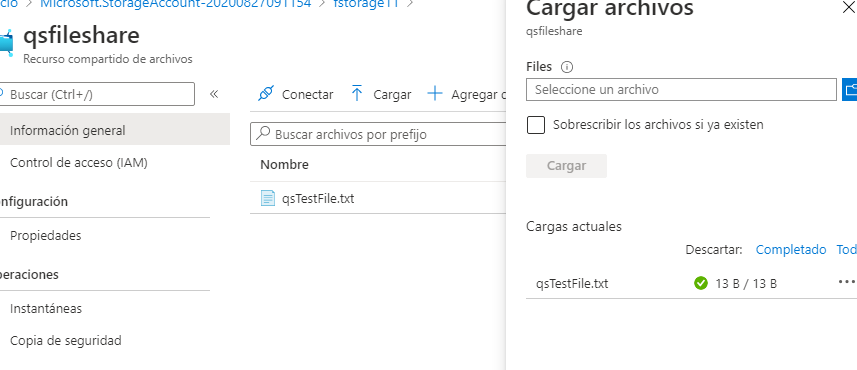 icio > Microsoft.StorageAccount-20200827091154 > fstorage11 >
qsfileshare
Recurso compartido de archivos
Buscar (Ctrl+/)
«
Información general
Control de acceso (IAM)
nfiguración
Propiedades
peraciones
Instantáneas
Copia de seguridad
Conectar
Cargar
Agregar d
Buscar archivos por prefijo
Nombre
qsTestFile.txt
Cargar archivos
qsfileshare
Files
Seleccione un archivo
Sobrescribir los archivos si ya existen
Cargar
Cargas actuales
Descartar: Completado Tod
qsTestFile.txt 13 B / 13 B ...